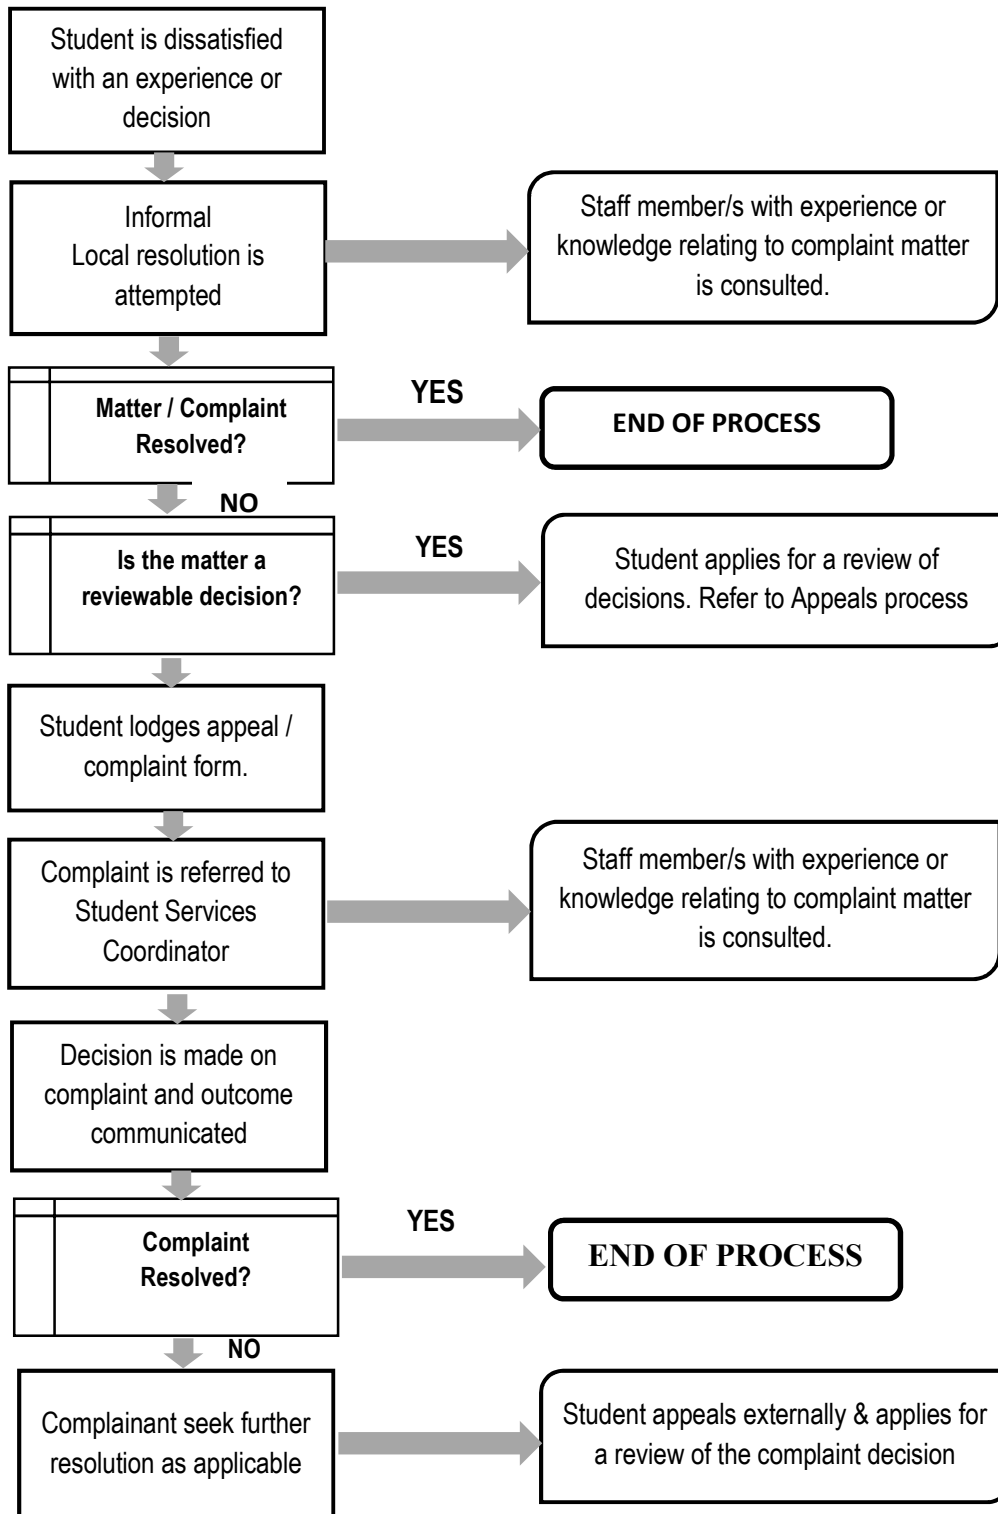 Student is dissatisfied
with an experience or
decision
Informal
Local resolution is
attempted
Staff member/s with experience or
knowledge relating to complaint matter
is consulted.
Matter / Complaint
Resolved?
YES
END OF PROCESS
NO
Is the matter a
reviewable decision?
YES
Student applies for a review of
decisions. Refer to Appeals process
Student lodges appeal /
complaint form.
Complaint is referred to
Student Services
Coordinator
Staff member/s with experience or
knowledge relating to complaint matter
is consulted.
Decision is made on
complaint and outcome
communicated
Complaint
Resolved?
YES
END OF PROCESS
NO
Complainant seek further
resolution as applicable
Student appeals externally & applies for
a review of the complaint decision